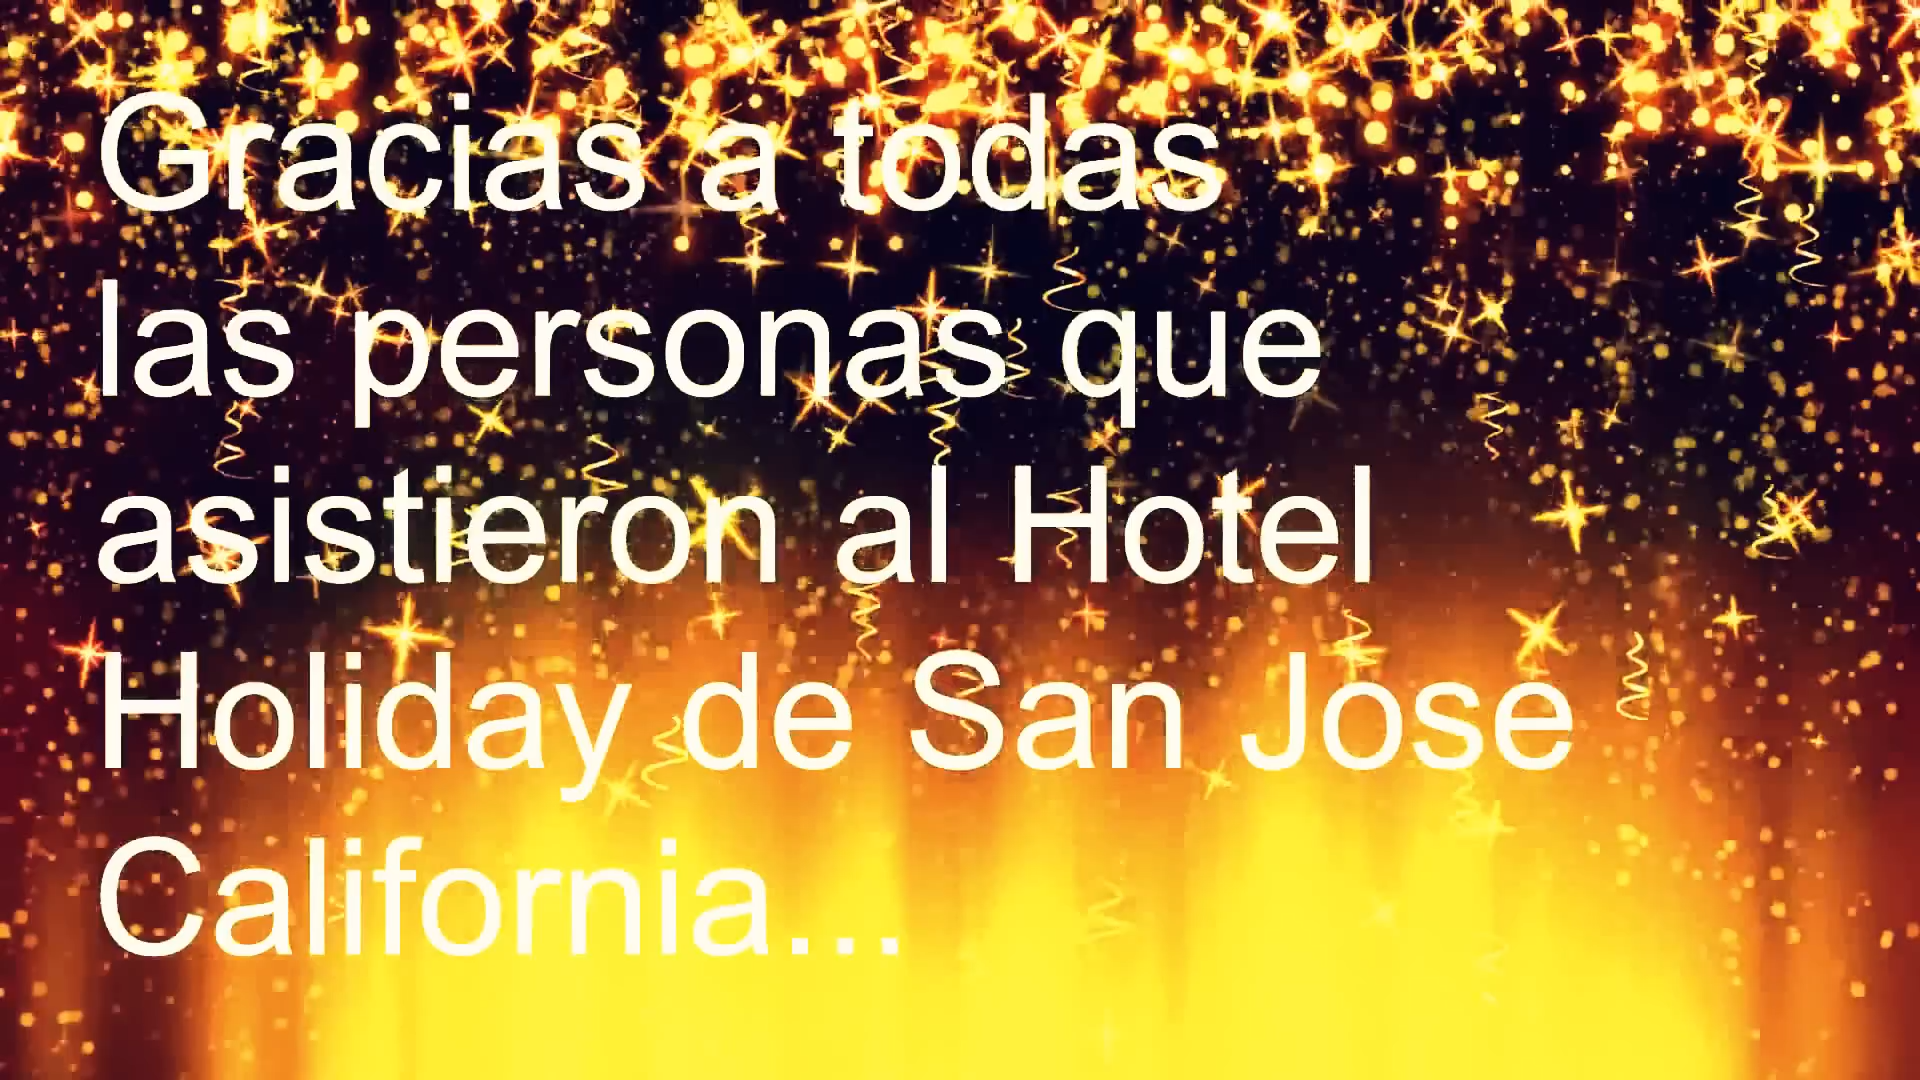 Gracias a todas
las personas que
asistieron al Hotel
Holiday de San Jose
California...